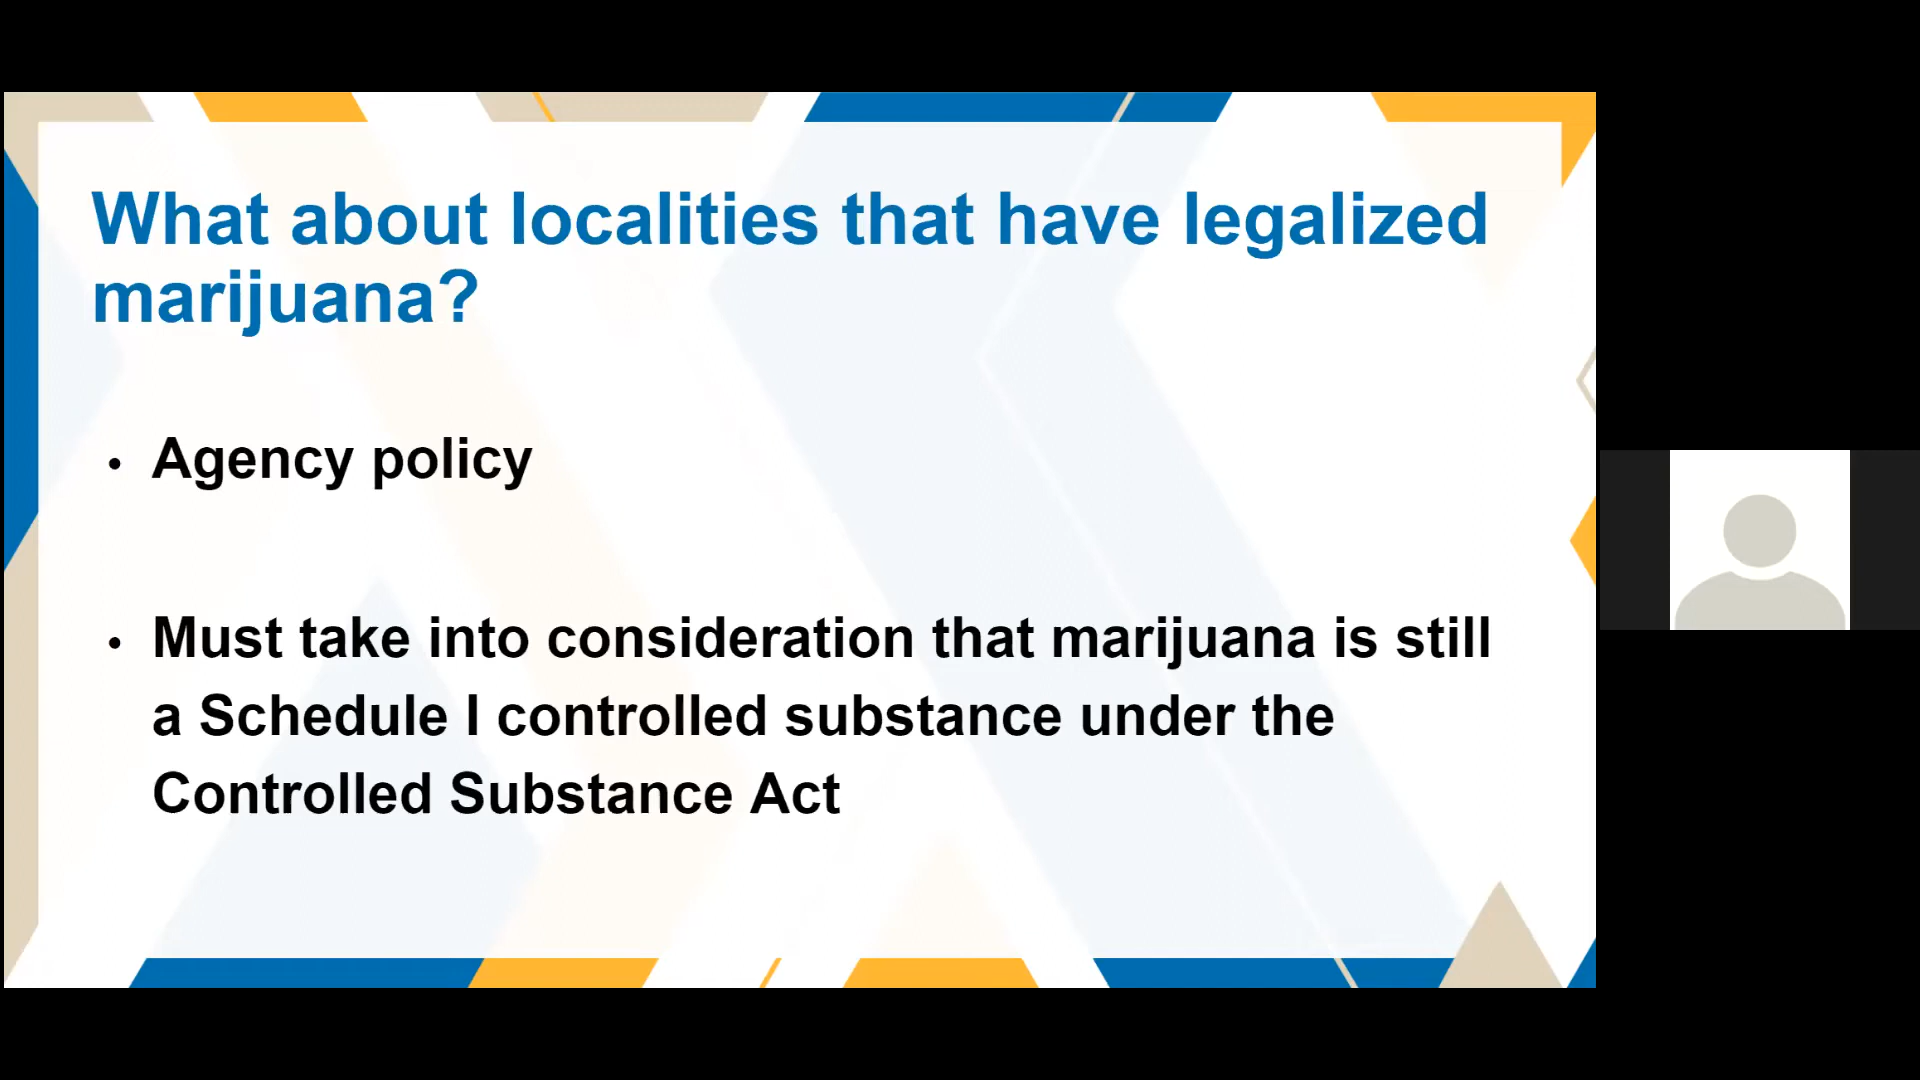 What about localities that have legalized
marijuana?
• Agency policy
• Must take into consideration that marijuana is still
a Schedule I controlled substance under the
Controlled Substance Act